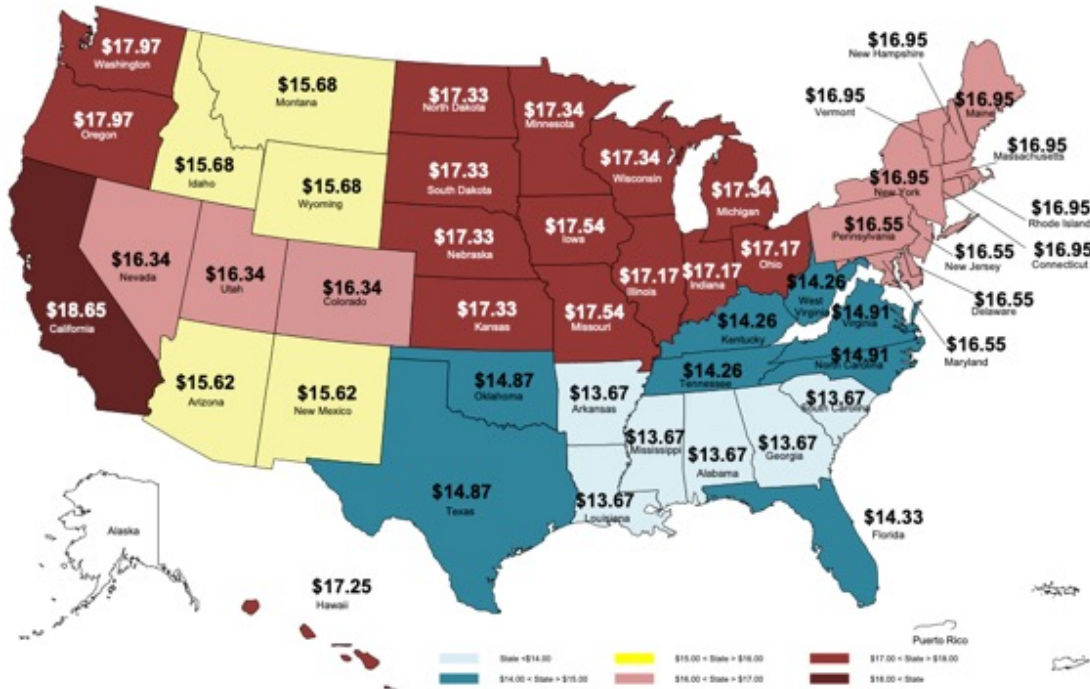 $17.97
Washington
$17.97
Oregon
$18.65
California
$16.34
Nevada
$15.68
Idaho
$15.68
Montana
$15.68
Wyoming
$16.34
Utah
$16.34
Colorado
$15.62
Arizona
$15.62
New Mexico
$17.33
North Dakota
$17.33
South Dakota
$17.33
Nebraska
$17.33
Kansas
$14.87
Oklahoma
$14.87
Texas
$17.34
Minnesota
$17.54
Iowa
$17.54
Missouri
$13.67
Arkansas
$13.67
Louisiana
$17.34
Wisconsin
$17.17
Illinois
$17.34
Michigan
$17.17
Indiana
$17.17
Ohio
$14.26
Kentucky
$14.26
Tennessee
$13.67
Mississippi
$13.67
Alabama
$13.67
Georgia
$14.33
Florida
$13.67
South Carolina
$14.91
North Carolina
$14.91
Virginia
$14.26
West
Virginia
$16.55
Pennsylvania
$16.95
New York
$16.95
Vermont
$16.95
New Hampshire
$16.95
Maine
$16.95
Massachusetts
$16.95
Rhode Island
$16.95
Connecticut
$16.55
New Jersey
$16.55
Delaware
$16.55
Maryland
Alaska
$17.25
Hawaii
Puerto Rico
State <$14.00
$15.00 < State > $16.00
$17.00 < State > $18.00
$14.00 < State > $15.00
$16.00 < State > $17.00
$18.00 < State